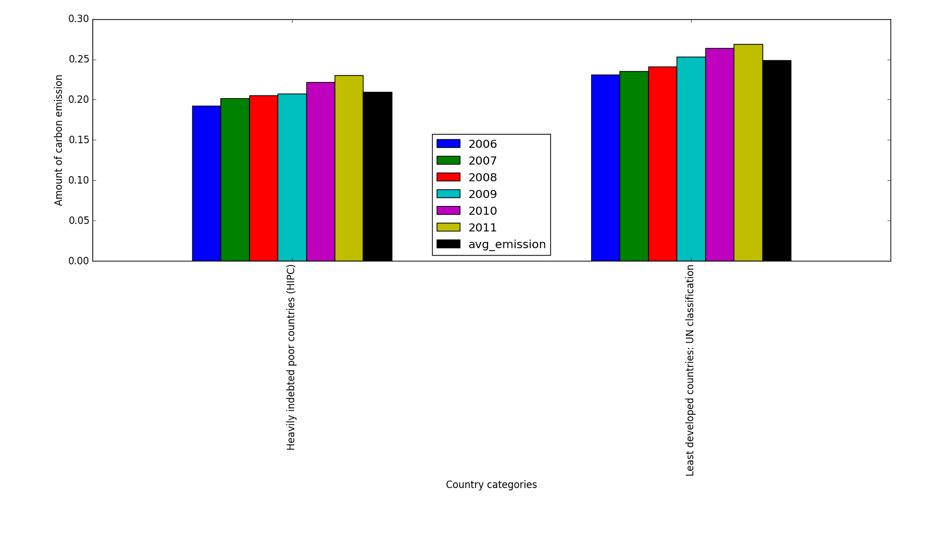 0.30
0.25
0.20
0.15
0.10
0.05
0.00
Amount of carbon emission
2006
2007
2008
2009
2010
2011
avg_emission
Heavily indebted poor countries (HIPC)
Least developed countries: UN classification
Country categories